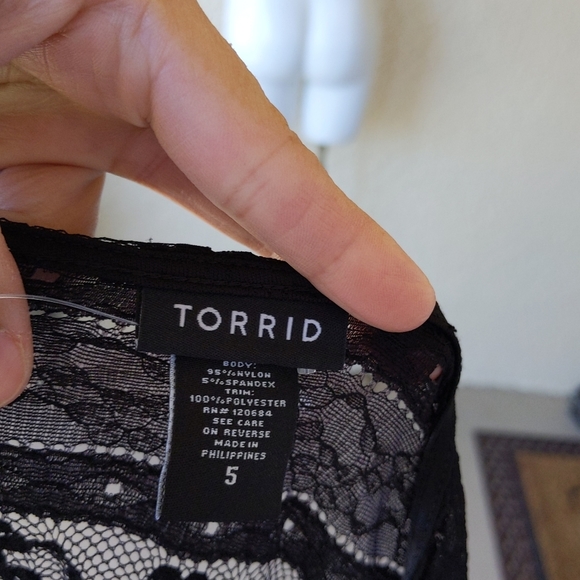 TORRID
BODY:
95%NYLON
5%SPANDEX
TRIM:
100%POLYESTER
RN# 120684
SEE CARE
ON REVERSE
MADE IN
PHILIPPINES
5